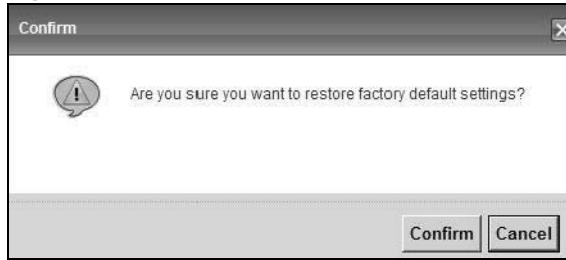 Confirm
Are you sure you want to restore factory default settings?
Confirm Cancel